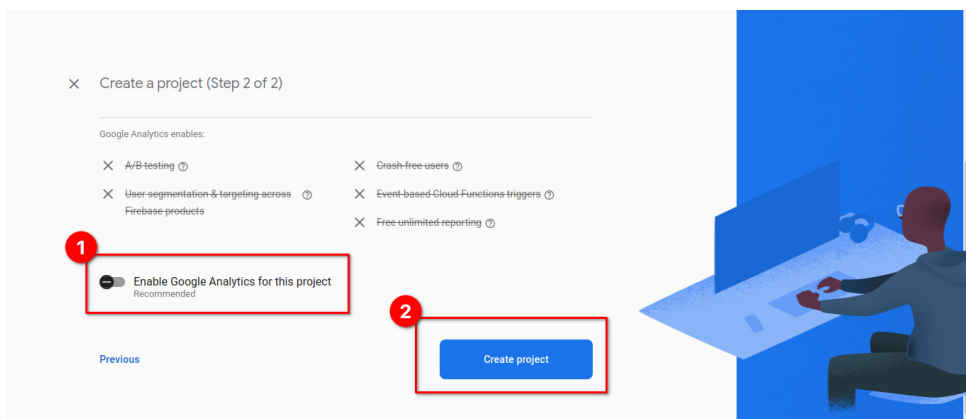 Create a project (Step 2 of 2)
Google Analytics enables:
A/B testing
Crash-free users
User segmentation & targeting across
Firebase products
Event-based Cloud Functions triggers
Free unlimited reporting
1
Enable Google Analytics for this project
Recommended
2
Previous
Create project